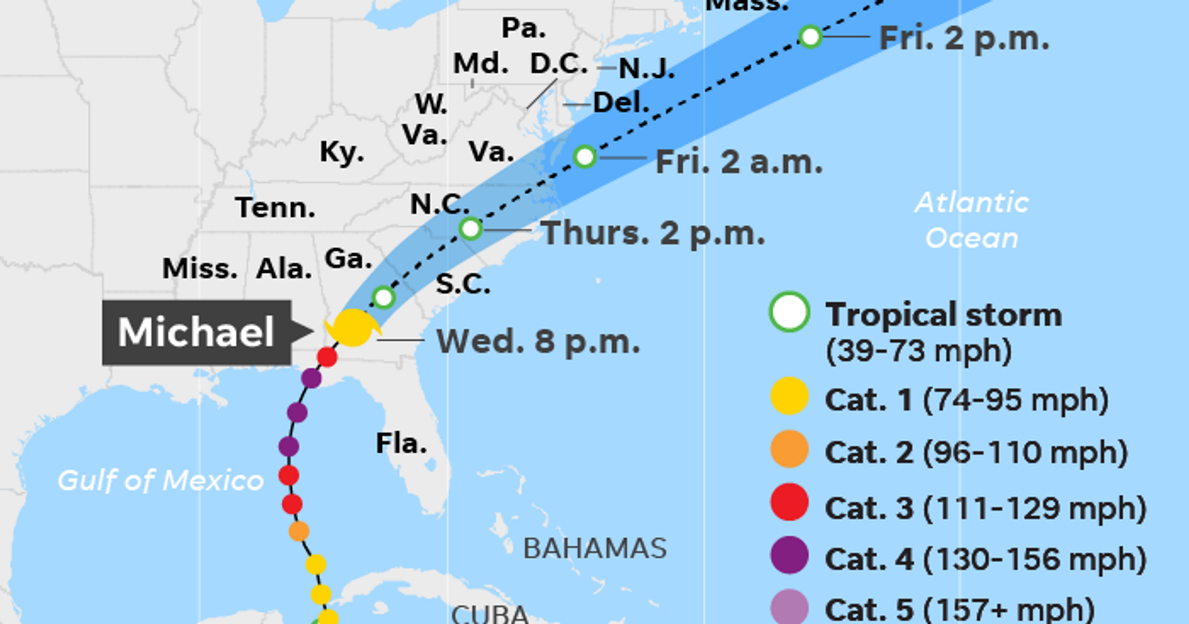 Mass.
Pa.
Fri. 2 p.m.
Md. D.C. N.J.
W.
Va.
Del.
Ky.
Va.
Fri. 2 a.m.
Tenn.
N.C.
Atlantic
Ocean
Thurs. 2 p.m.
Miss. Ala. Ga.
S.C.
Michael
Wed. 8 p.m.
Tropical storm
(39-73 mph)
Cat. 1 (74-95 mph)
Fla.
Cat. 2 (96-110 mph)
Gulf of Mexico
Cat. 3 (111-129 mph)
BAHAMAS
Cat. 4 (130-156 mph)
CUBA
Cat. 5 (157+ mph)